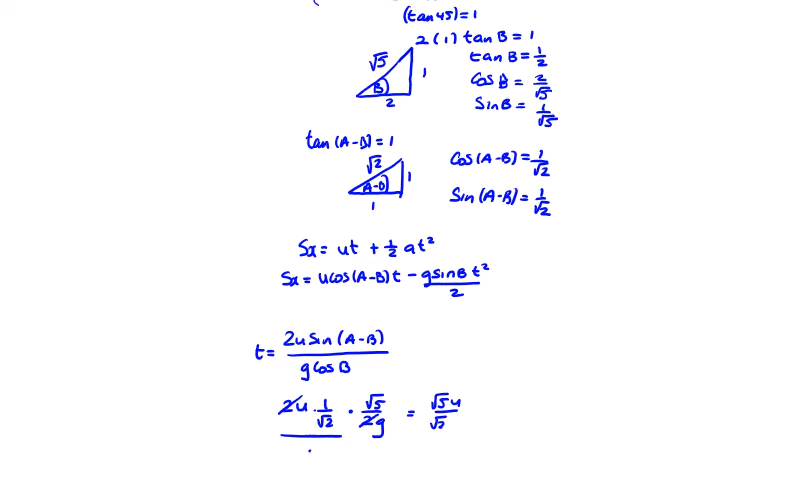 (tan 45) = 1
2 (1) tan B = 1
tan B = 1/2
√5
1
B
2
Cos B = 2/√5
Sin B = 1/√5
tan (A-B) = 1
√2
1
A-B
1
Cos (A-B) = 1/√2
Sin (A-B) = 1/√2
Sx = ut + 1/2 at²
Sx = u cos (A-B) t - g sin B t²/2
t = 2u Sin (A-B) / g Cos B
2u · 1/√2 · √5/2g = √5 u/√2